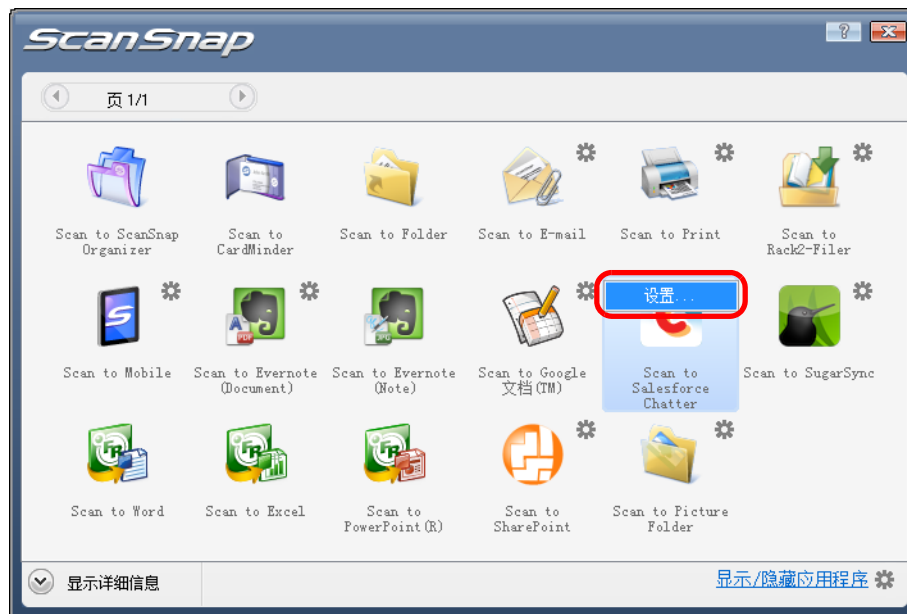 ScanSnap
页 1/1
Scan to ScanSnap
Organizer
Scan to
CardMinder
Scan to Folder
Scan to E-mail
Scan to Print
Scan to
Rack2-Filer
设置...
Scan to Mobile
Scan to Evernote
(Document)
Scan to Evernote
(Note)
Scan to Google
文档(TM)
Scan to
Salesforce
Chatter
Scan to SugarSync
Scan to Word
Scan to Excel
Scan to
PowerPoint(R)
Scan to
SharePoint
Scan to Picture
Folder
显示详细信息
显示/隐藏应用程序